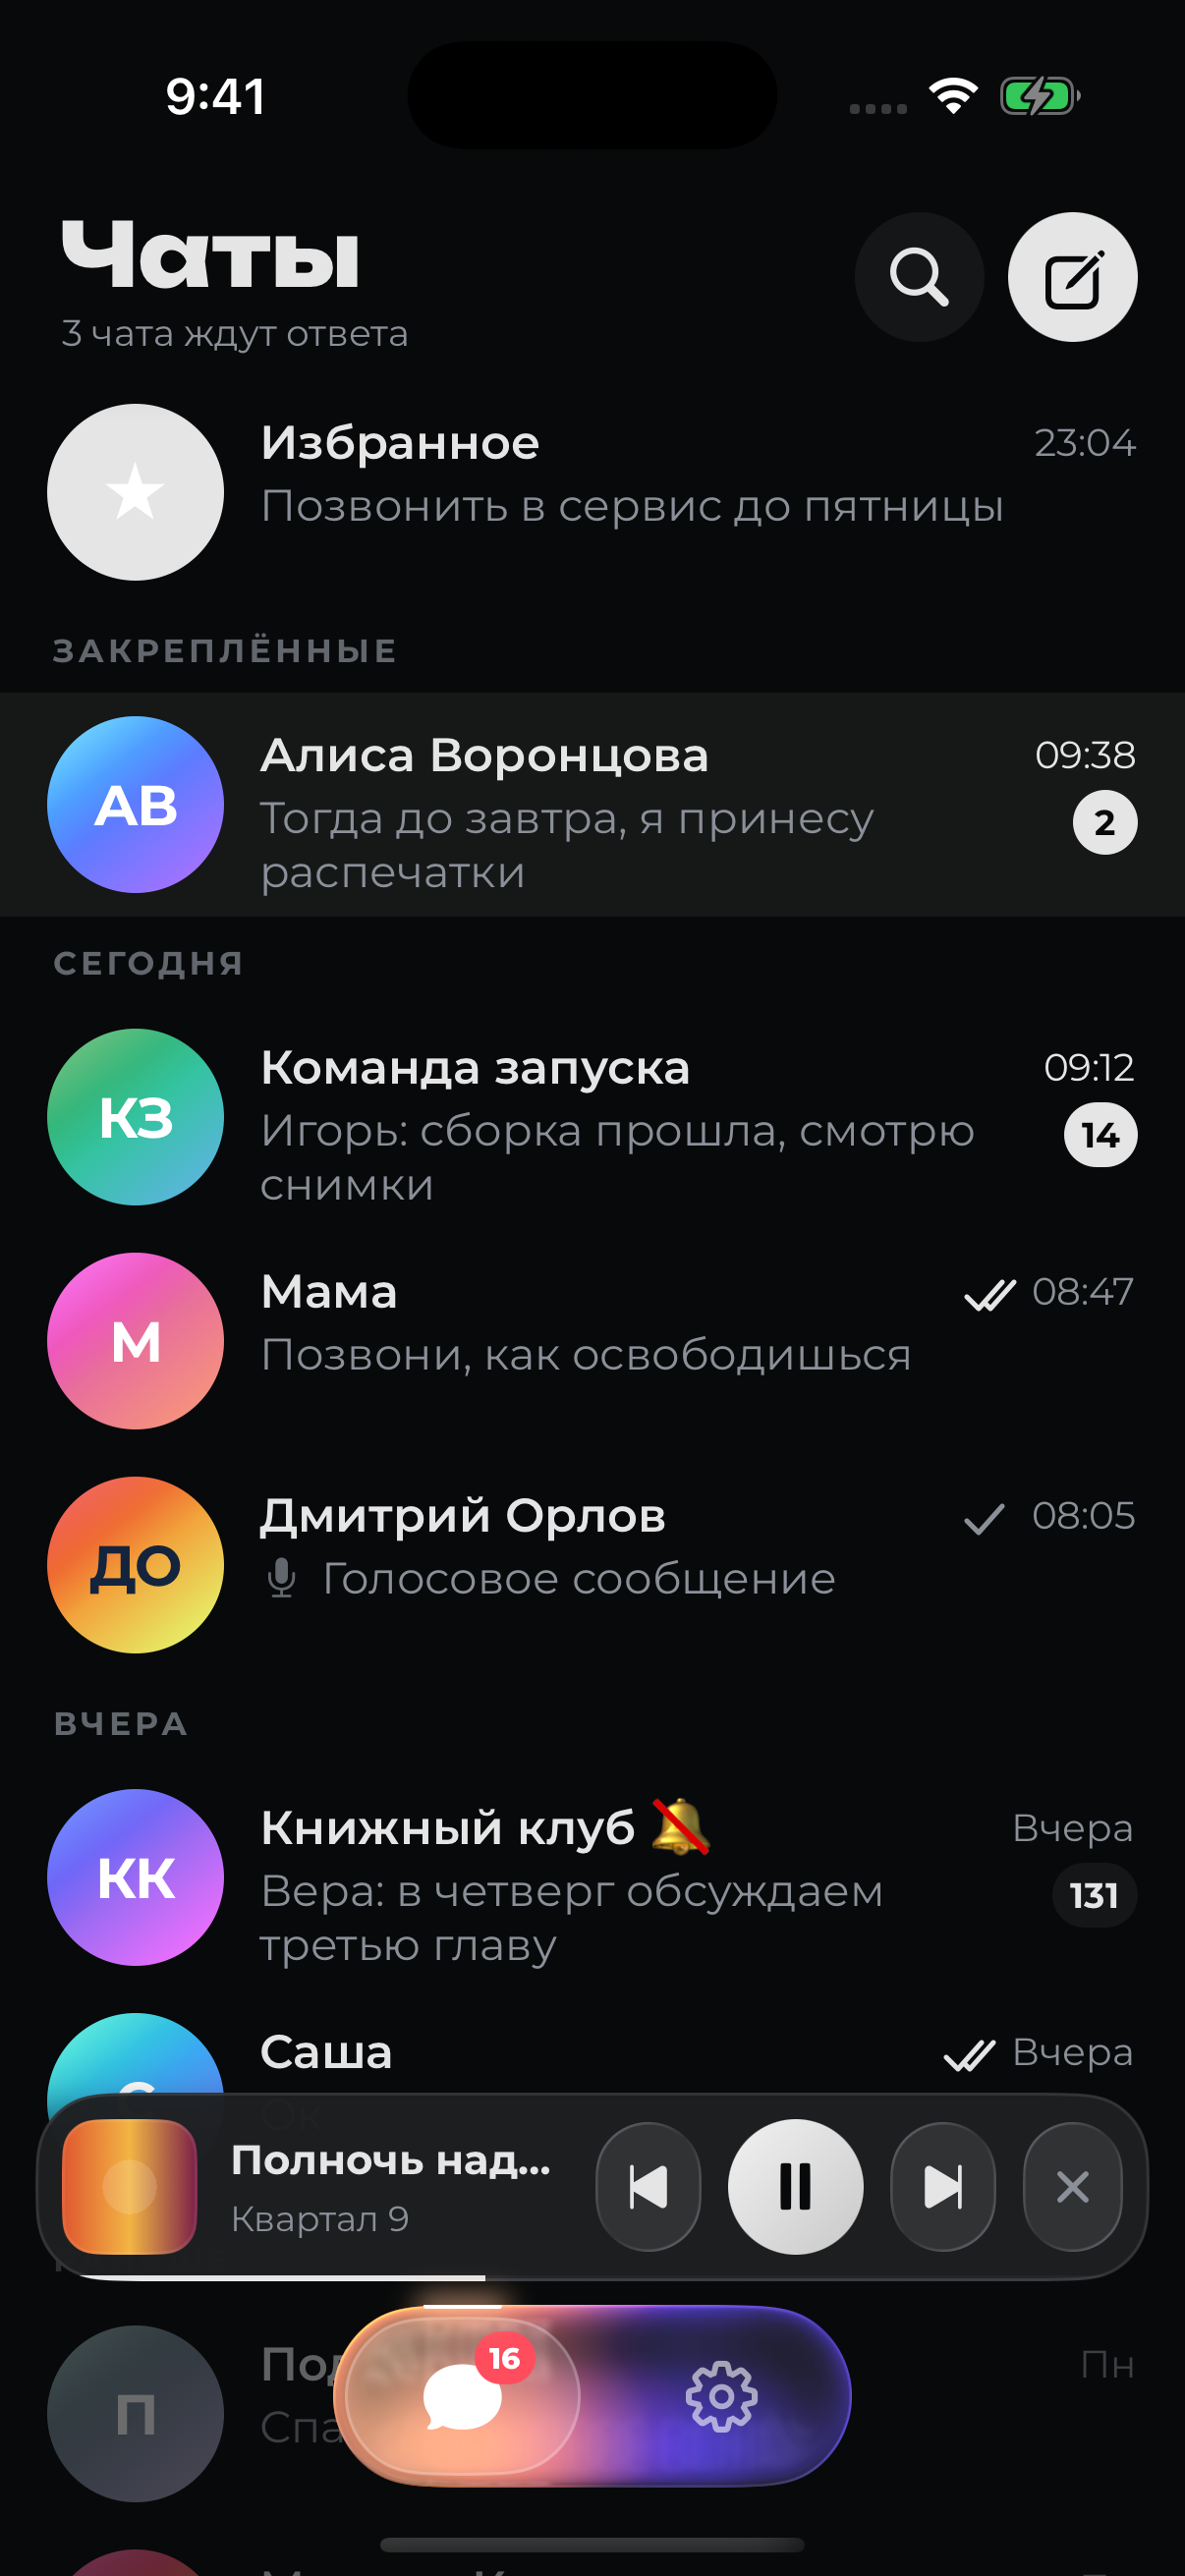 9:41
Чаты
3 чата ждут ответа
Избранное
23:04
Позвонить в сервис до пятницы
ЗАКРЕПЛЁННЫЕ
АВ
Алиса Воронцова
09:38
Тогда до завтра, я принесу
распечатки
2
СЕГОДНЯ
КЗ
Команда запуска
09:12
Игорь: сборка прошла, смотрю
снимки
14
М
Мама
08:47
Позвони, как освободишься
ДО
Дмитрий Орлов
08:05
Голосовое сообщение
ВЧЕРА
КК
Книжный клуб
Вчера
Вера: в четверг обсуждаем
третью главу
131
Саша
Вчера
Ок
Полночь над...
Квартал 9
16
П
Пн